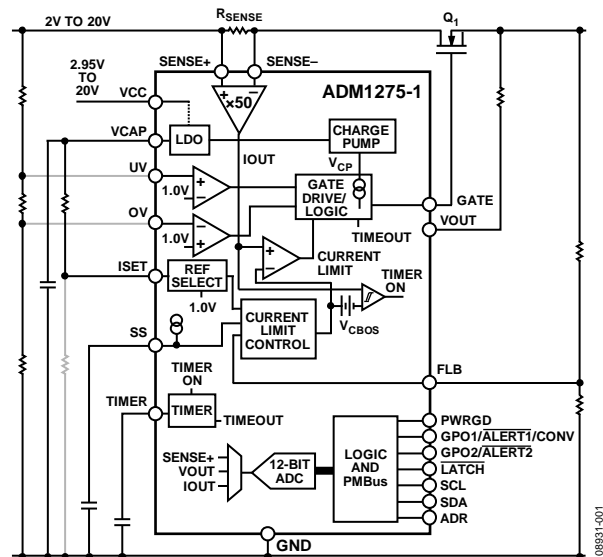 2V TO 20V
RSENSE
Q1
SENSE+
SENSE–
2.95V
TO
20V
VCC
ADM1275-1
+ –
×50
VCAP
LDO
CHARGE
PUMP
IOUT
VCP
UV
+
1.0V
–
GATE
DRIVE/
LOGIC
GATE
OV
–
1.0V
+
VOUT
TIMEOUT
+
–
CURRENT
LIMIT
ISET
REF
SELECT
1.0V
TIMER
ON
CURRENT
LIMIT
CONTROL
VCBOS
SS
FLB
TIMER
ON
TIMER
TIMER
TIMEOUT
PWRGD
GPO1/ALERT1/CONV
GPO2/ALERT2
LATCH
SCL
SDA
ADR
SENSE+
VOUT
IOUT
12-BIT
ADC
LOGIC
AND
PMBus
GND
08931-001